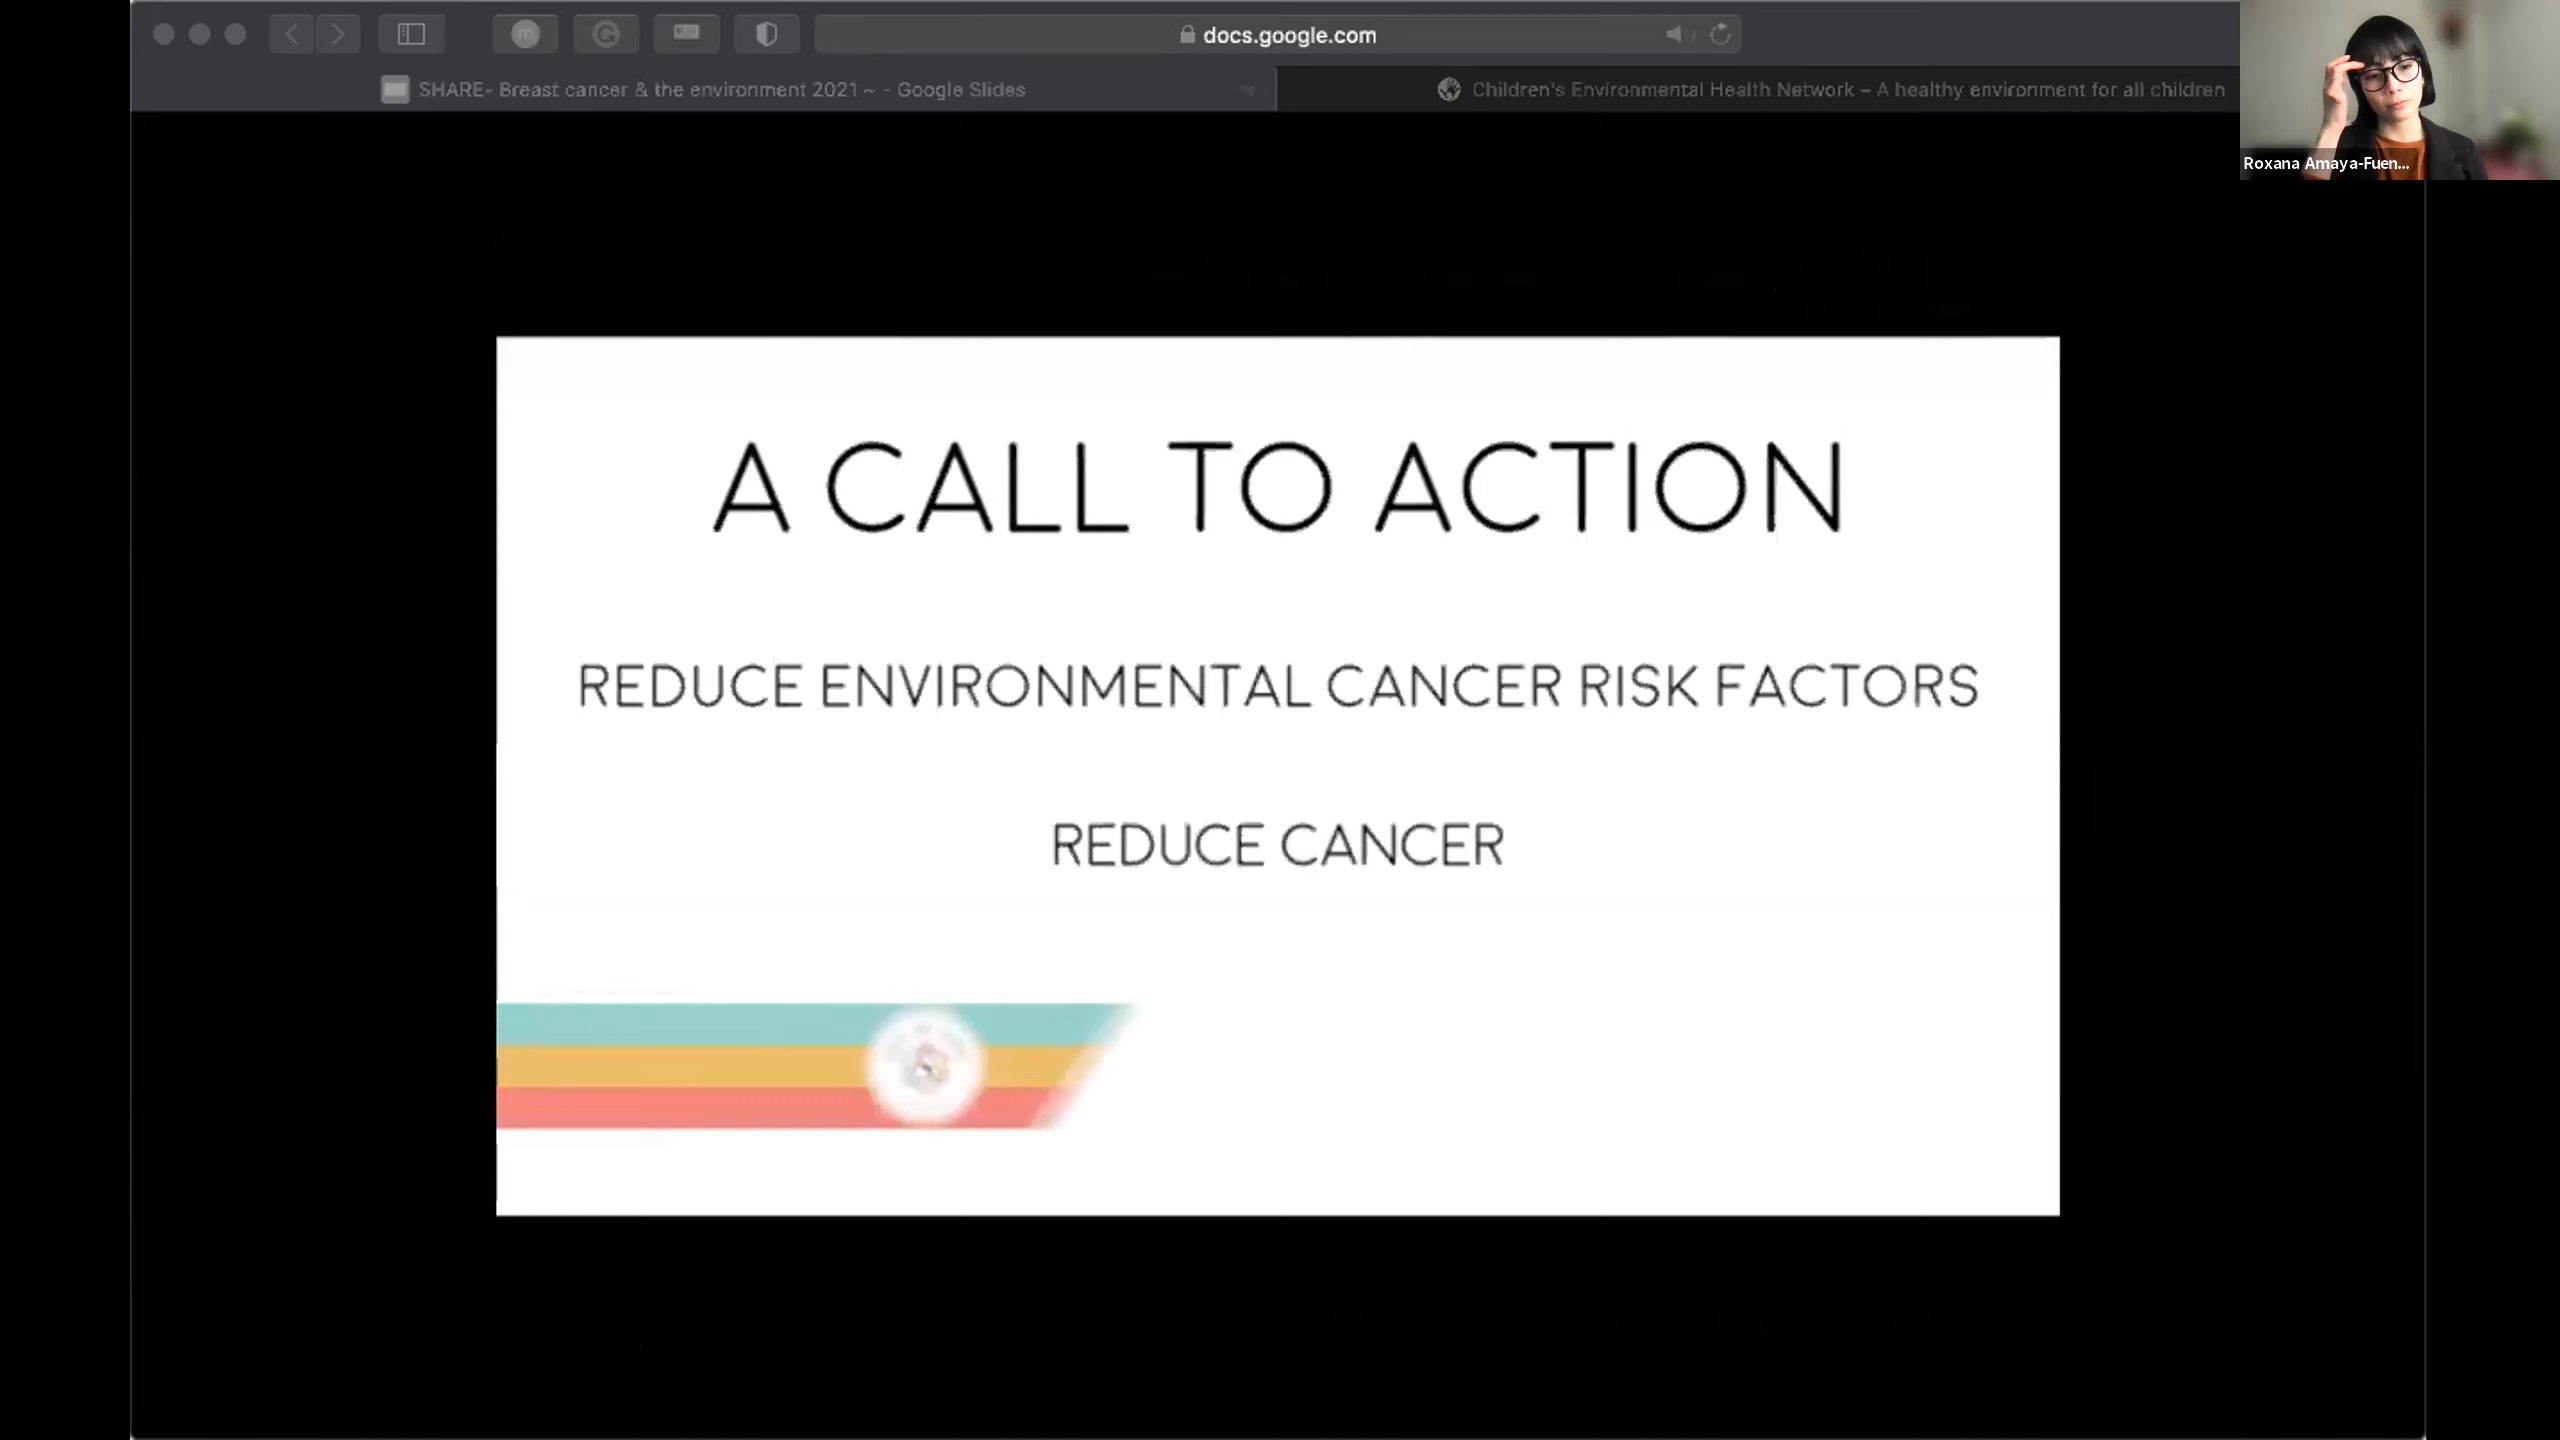 docs.google.com
SHARE- Breast cancer & the environment 2021 ~ - Google Slides
Children's Environmental Health Network – A healthy environment for all children
Roxana Amaya-Fuen...
A CALL TO ACTION
REDUCE ENVIRONMENTAL CANCER RISK FACTORS
REDUCE CANCER